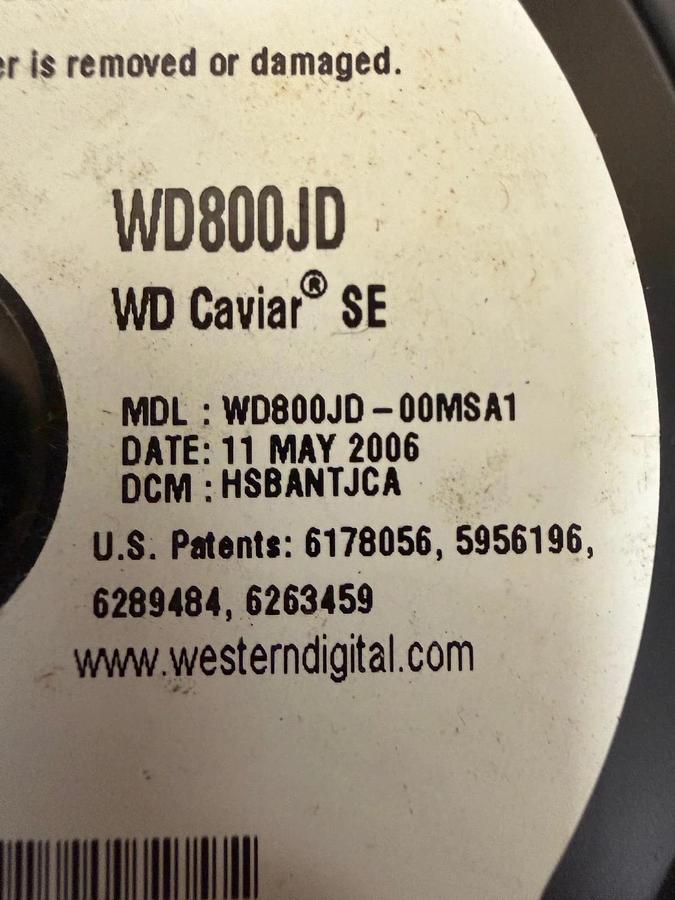 er is removed or damaged.
WD800JD
WD Caviar® SE
MDL : WD800JD-00MSA1
DATE: 11 MAY 2006
DCM : HSBANTJCA
U.S. Patents: 6178056, 5956196,
6289484, 6263459
www.westerndigital.com